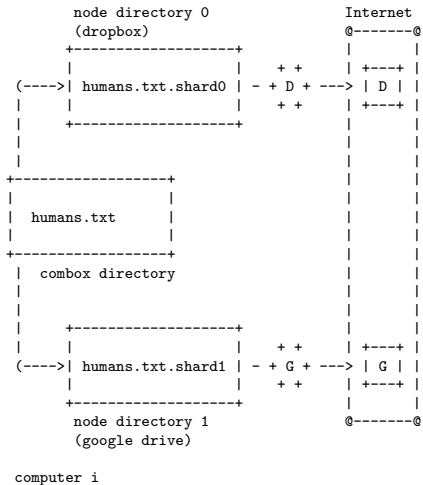 node directory 0 Internet
(dropbox) @-------@
+--------------------+ | |
| | + + | +---+ |
(---->| humans.txt.shard0 | - + D + ---> | D | |
| | | + + | +---+ |
| +--------------------+ | |
| | |
| | |
+-------------------+ | |
| | | |
| humans.txt | | |
| | | |
+-------------------+ | |
| combox directory | |
| | |
| | |
| +--------------------+ | |
| | | + + | +---+ |
(---->| humans.txt.shard1 | - + G + ---> | G | |
| | + + | +---+ |
+--------------------+ | |
node directory 1 @-------@
(google drive)
computer i